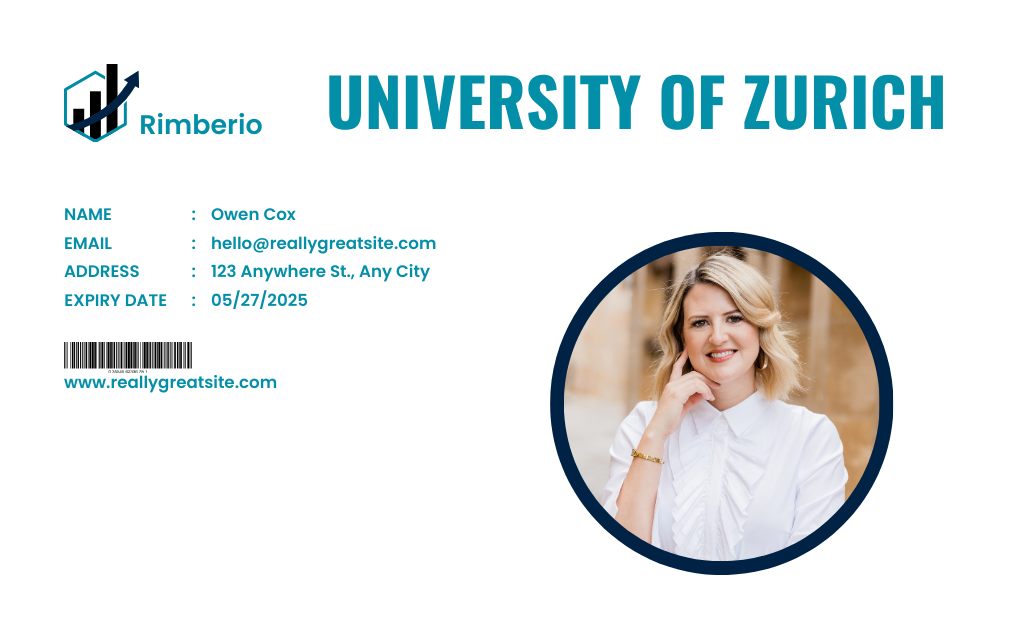 Rimberio
UNIVERSITY OF ZURICH
NAME : Owen Cox
EMAIL : hello@reallygreatsite.com
ADDRESS : 123 Anywhere St., Any City
EXPIRY DATE : 05/27/2025
www.reallygreatsite.com